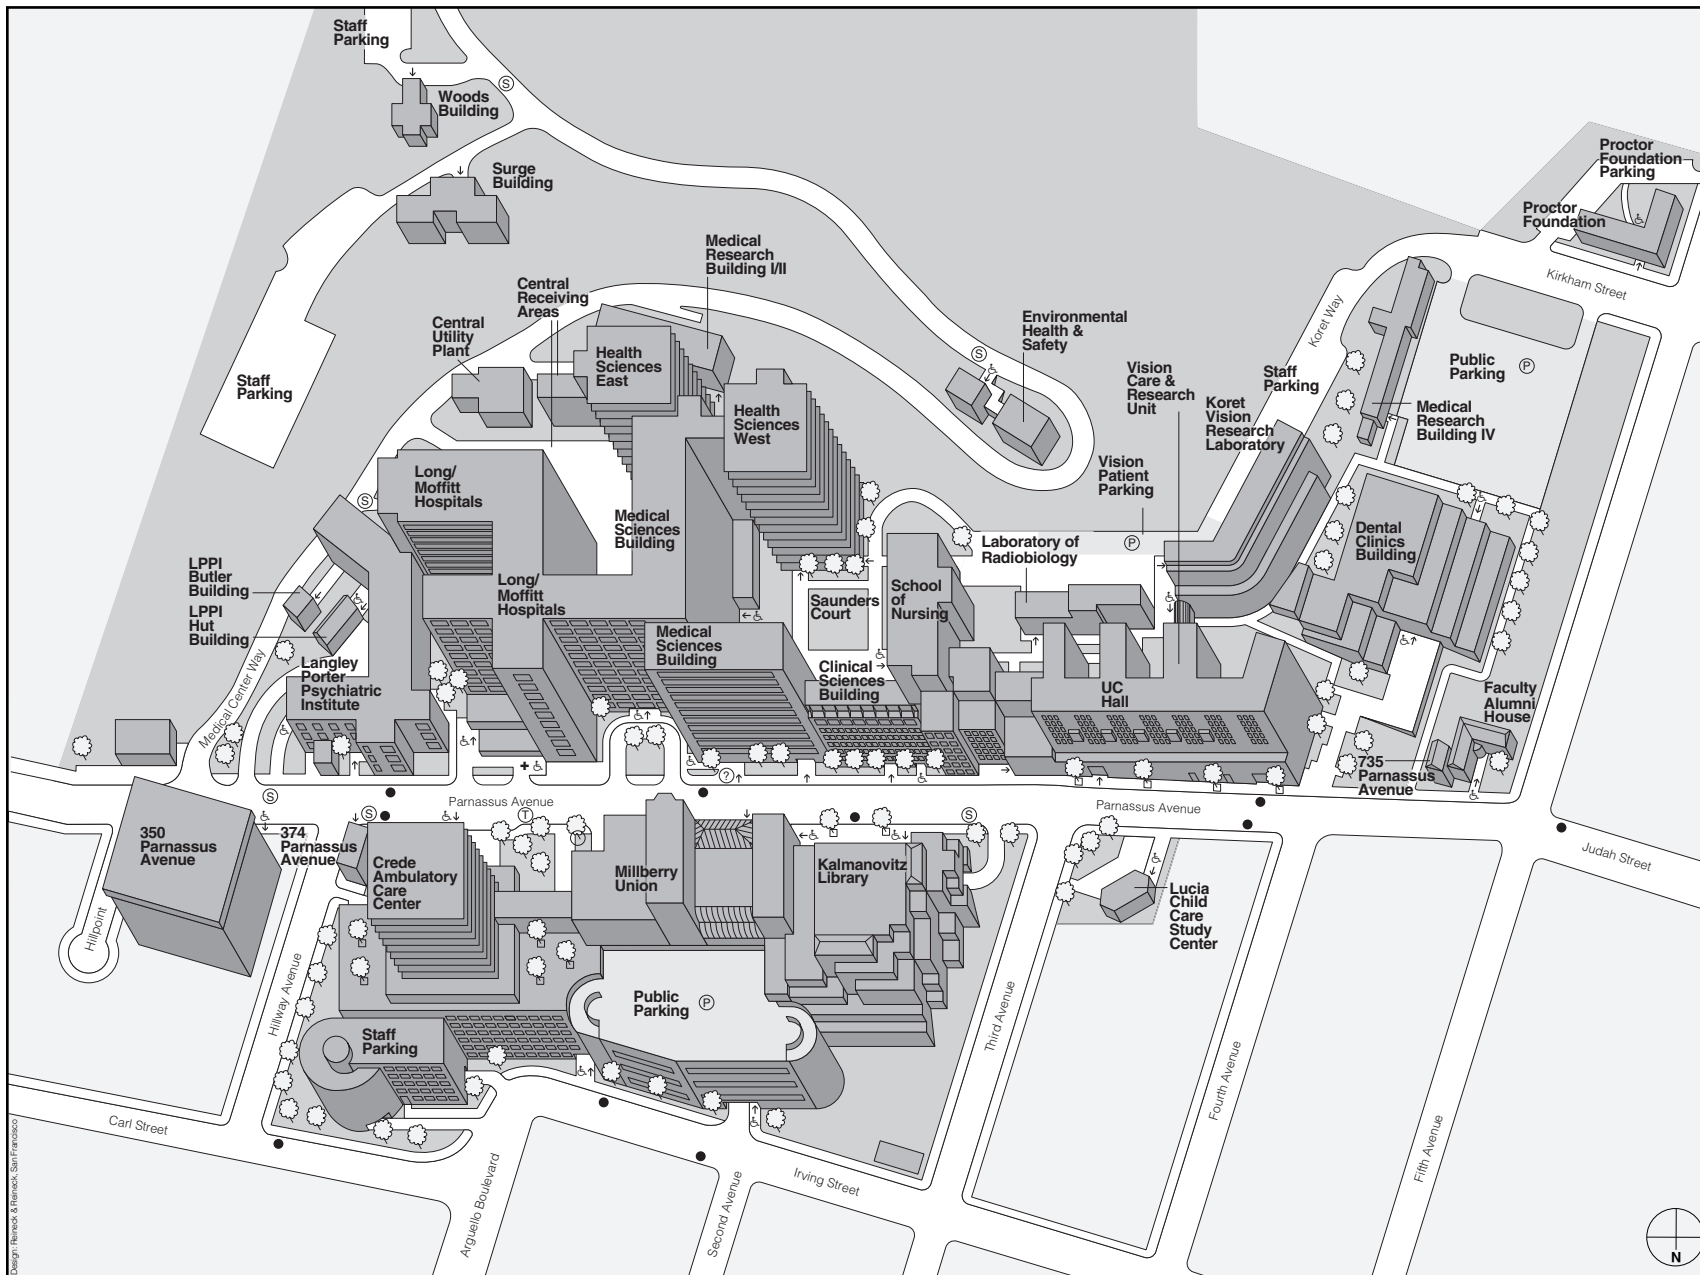 Staff
Parking
S
Woods
Building
Surge
Building
Proctor
Foundation
Parking
Proctor
Foundation
Kirkham Street
Medical
Research
Building I/II
Central
Receiving
Areas
Central
Utility
Plant
Staff
Parking
Health
Sciences
East
Health
Sciences
West
Environmental
Health &
Safety
S
Koret Way
Vision
Care &
Research
Unit
Staff
Parking
Koret
Vision
Research
Laboratory
Public
Parking
P
Medical
Research
Building IV
Vision
Patient
Parking
P
Long/
Moffitt
Hospitals
S
Medical
Sciences
Building
Laboratory of
Radiobiology
Dental
Clinics
Building
LPPI
Butler
Building
LPPI
Hut
Building
Long/
Moffitt
Hospitals
Saunders
Court
School
of
Nursing
Medical
Sciences
Building
Clinical
Sciences
Building
UC
Hall
Faculty
Alumni
House
Medical Center Way
Langley
Porter
Psychiatric
Institute
735
Parnassus
Avenue
?
S
S
Parnassus Avenue
T
S
Parnassus Avenue
350
Parnassus
Avenue
374
Parnassus
Avenue
Crede
Ambulatory
Care
Center
Millberry
Union
Kalmanovitz
Library
Lucia
Child
Care
Study
Center
Judah Street
Hillpoint
Hillway Avenue
Public
Parking
P
Staff
Parking
Third Avenue
Fourth Avenue
Fifth Avenue
Carl Street
Arguello Boulevard
Second Avenue
Irving Street
N
Design: Reineck & Reineck, San Francisco